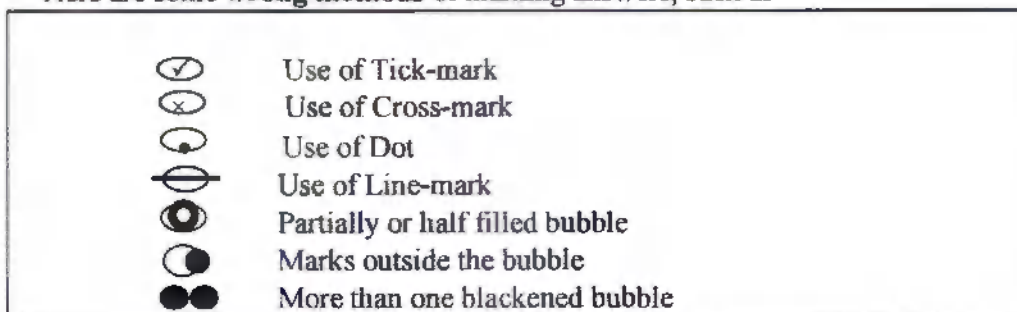 Use of Tick-mark
Use of Cross-mark
Use of Dot
Use of Line-mark
Partially or half filled bubble
Marks outside the bubble
More than one blackened bubble